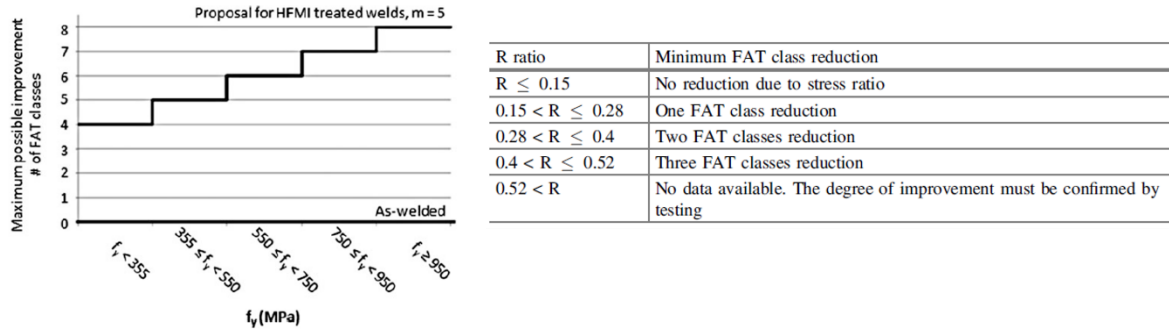 Proposal for HFMI treated welds, m = 5
Maximum possible improvement
# of FAT classes
8
7
6
5
4
3
2
1
0
As-welded
fy < 355
355 ≤ fy < 550
550 ≤ fy < 750
750 ≤ fy < 950
fy ≥ 950
fy (MPa)
R ratio Minimum FAT class reduction
R ≤ 0.15 No reduction due to stress ratio
0.15 < R ≤ 0.28 One FAT class reduction
0.28 < R ≤ 0.4 Two FAT classes reduction
0.4 < R ≤ 0.52 Three FAT classes reduction
0.52 < R No data available. The degree of improvement must be confirmed by
testing